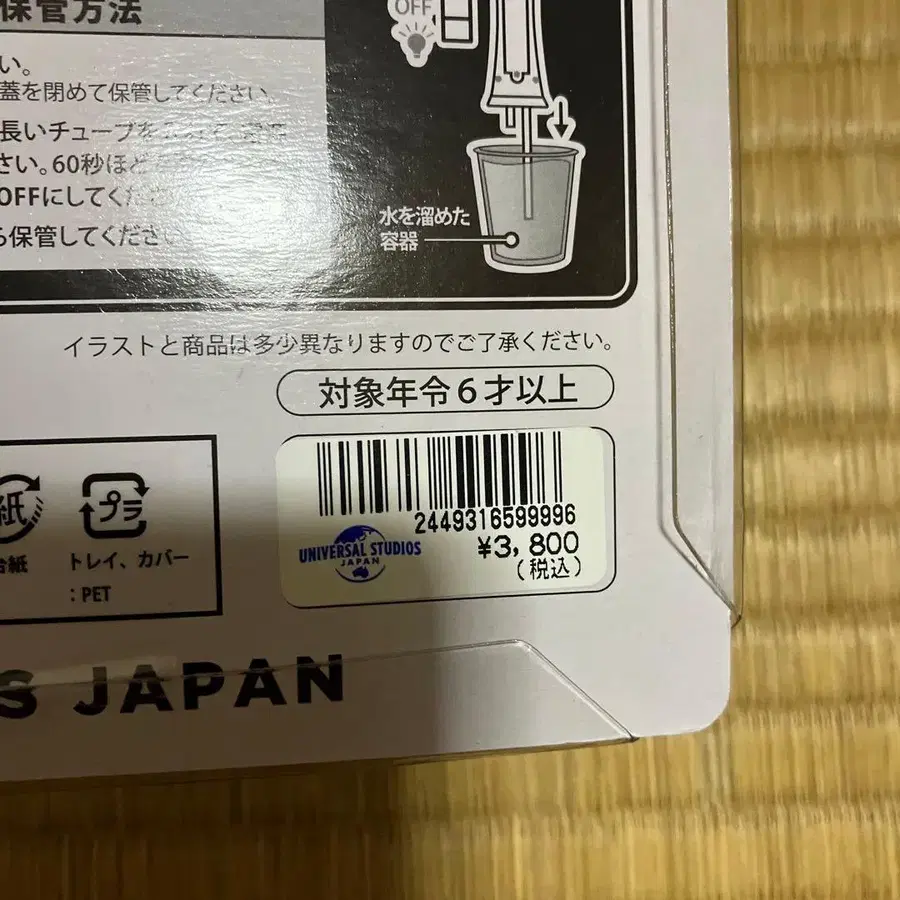 保管方法
い。
蓋を閉めて保管してください。
長いチューブを
さい。60秒ほど
OFFにしてくださ
ら保管してください
OFF
水を溜めた
容器
イラストと商品は多少異なりますのでご了承ください。
対象年令6才以上
紙
台紙
プラ
トレイ、カバー
:PET
2449316599996
UNIVERSAL STUDIOS
JAPAN
¥3,800
(税込)
S JAPAN